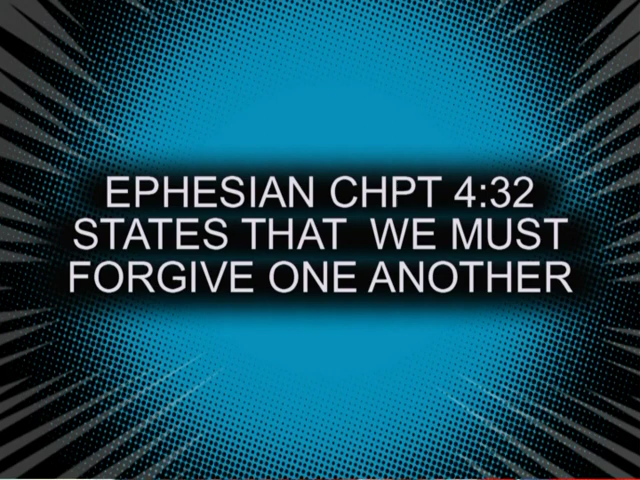 EPHESIAN CHPT 4:32
STATES THAT  WE MUST
FORGIVE ONE ANOTHER